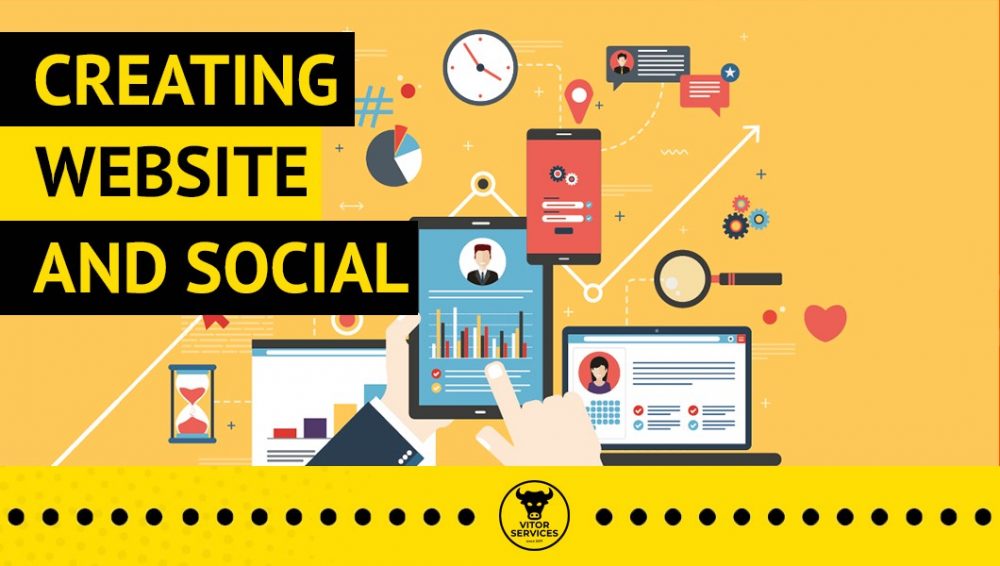 CREATING
WEBSITE
AND SOCIAL
#
VITOR
SERVICES